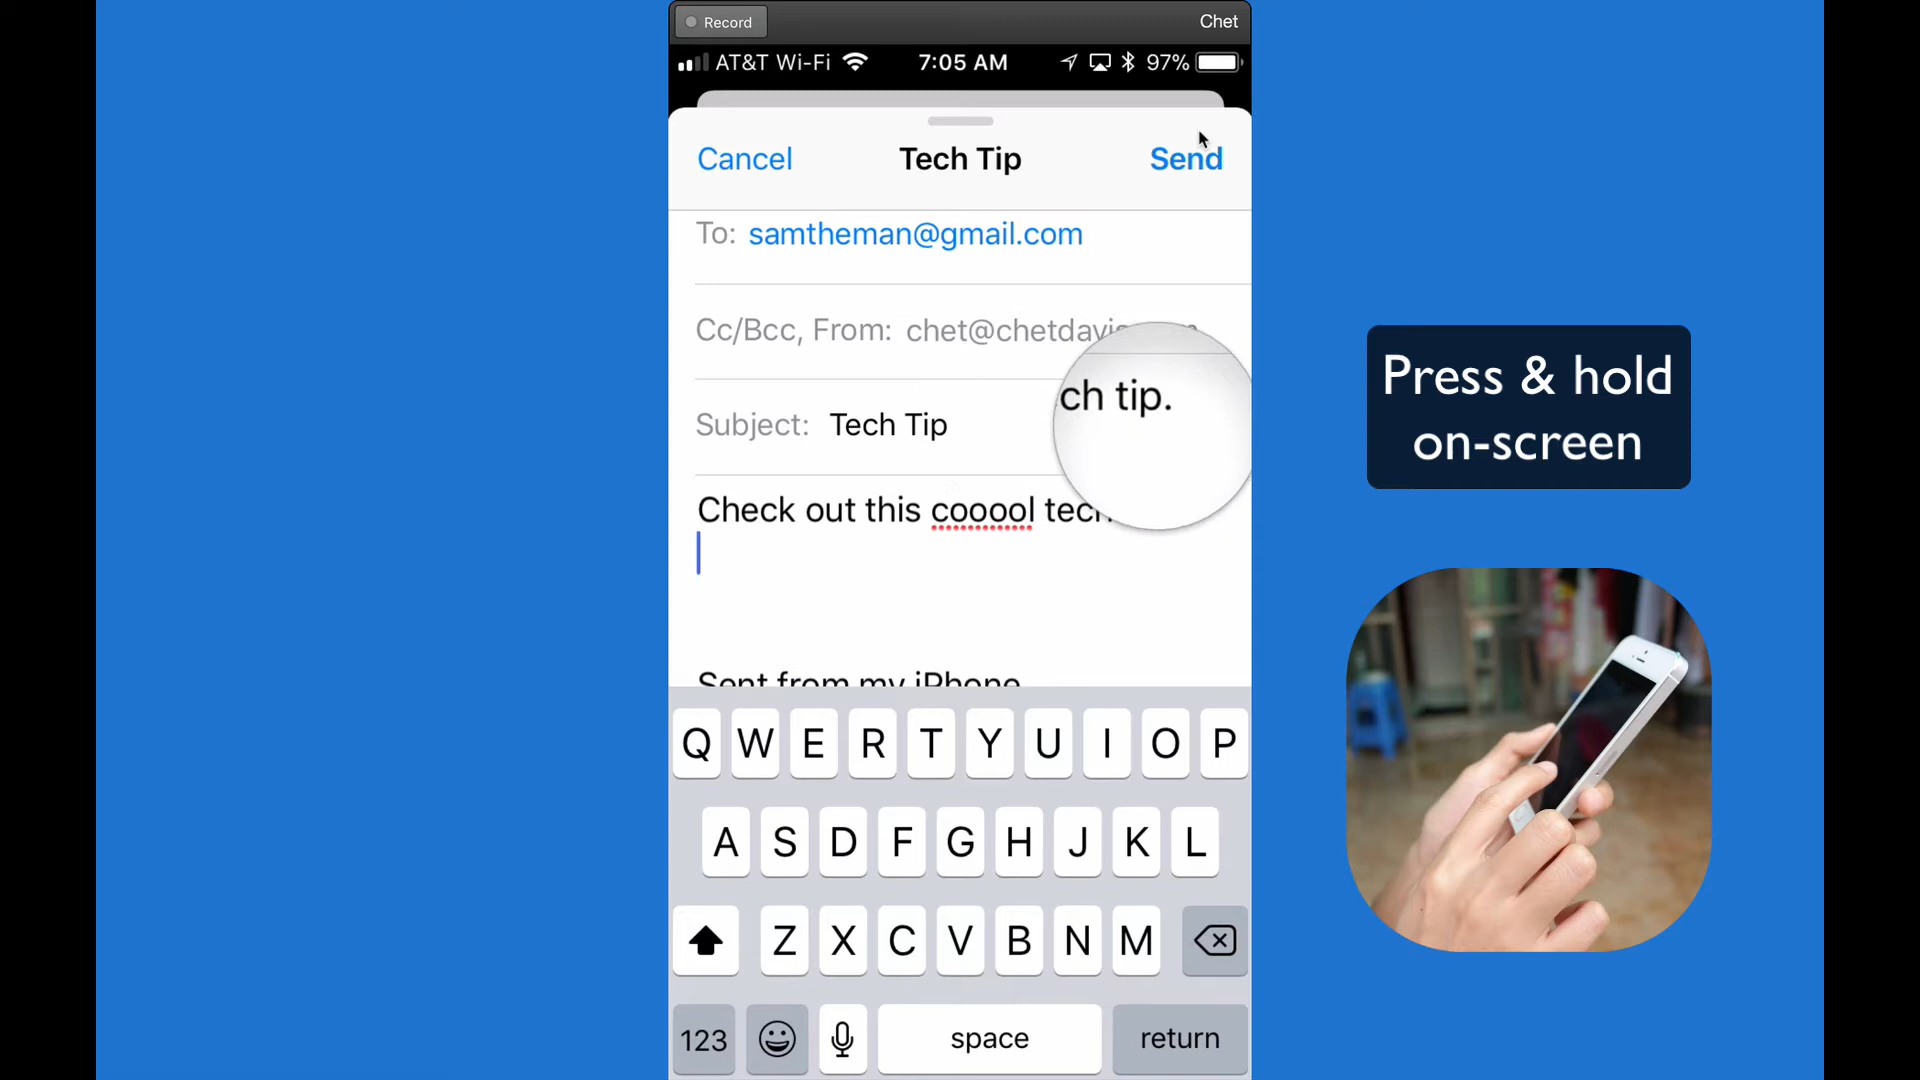 Record
Chet
AT&T Wi-Fi 7:05 AM 97%
Cancel Tech Tip Send
To: samtheman@gmail.com
Cc/Bcc, From: chet@chetdavis
ch tip.
Subject: Tech Tip
Check out this cooool tech
Sent from my iPhone
Press & hold
on-screen
Q W E R T Y U I O P
A S D F G H J K L
Z X C V B N M
123 space return